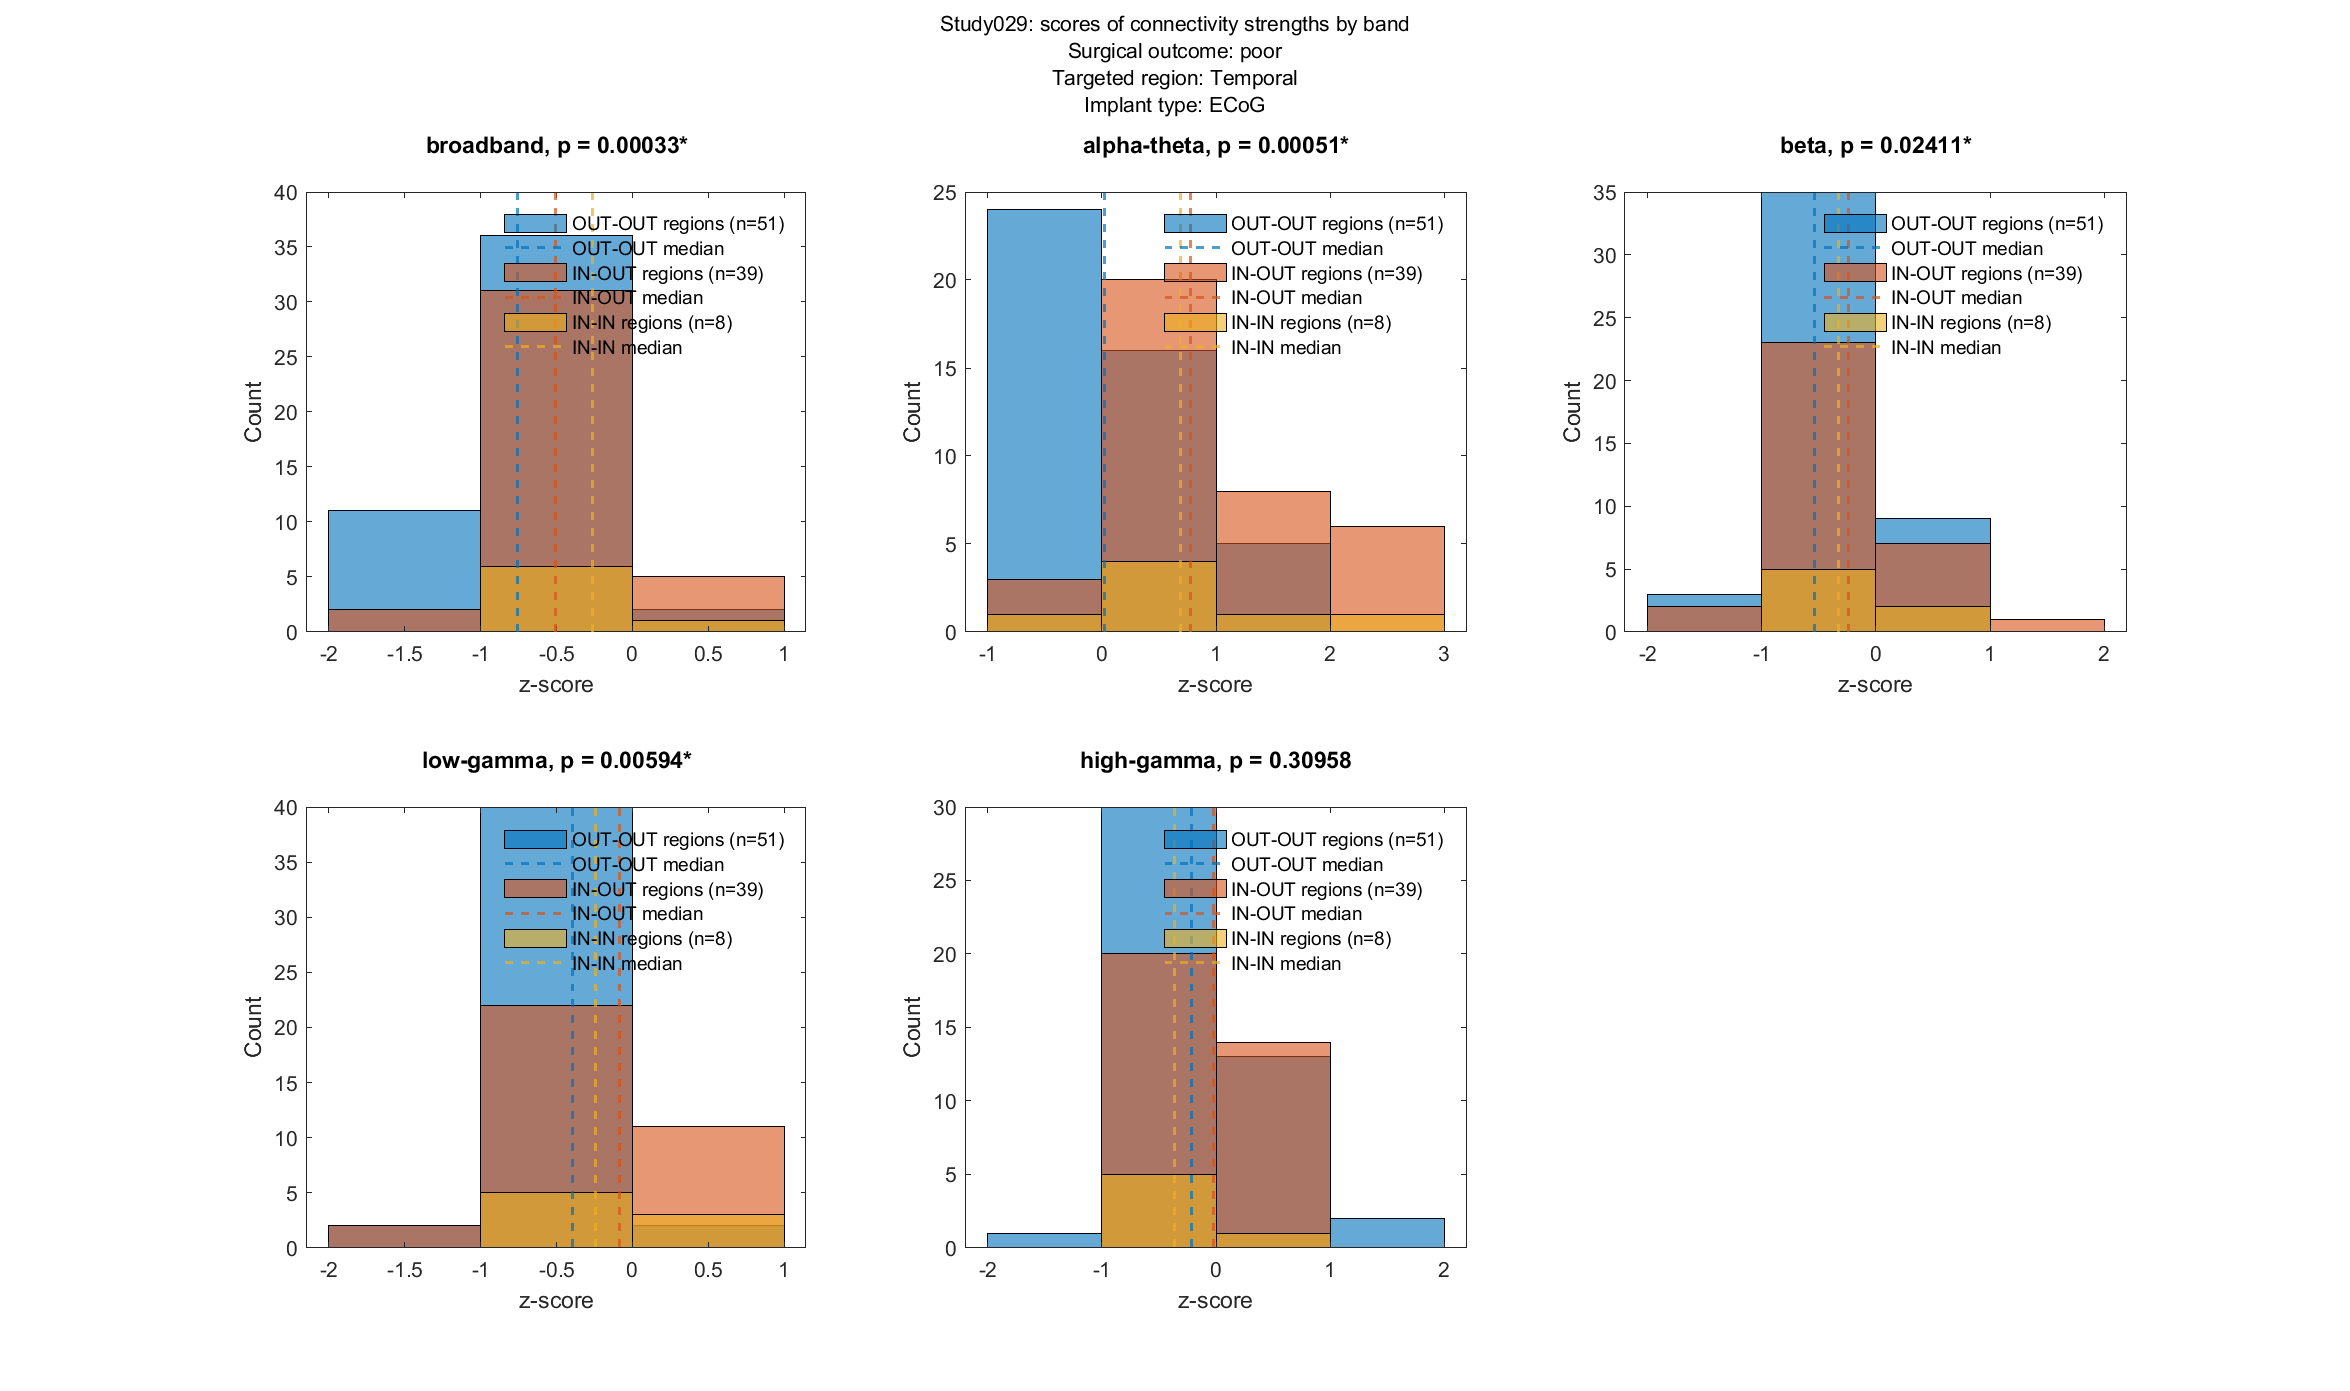 Study029: scores of connectivity strengths by band
Surgical outcome: poor
Targeted region: Temporal
Implant type: ECoG
broadband, p = 0.00033*
40
35
30
25
20
15
10
5
0
Count
-2
-1.5
-1
-0.5
0
0.5
1
z-score
OUT-OUT regions (n=51)
OUT-OUT median
IN-OUT regions (n=39)
IN-OUT median
IN-IN regions (n=8)
IN-IN median
alpha-theta, p = 0.00051*
25
20
15
10
5
0
Count
-1
0
1
2
3
z-score
OUT-OUT regions (n=51)
OUT-OUT median
IN-OUT regions (n=39)
IN-OUT median
IN-IN regions (n=8)
IN-IN median
beta, p = 0.02411*
35
30
25
20
15
10
5
0
Count
-2
-1
0
1
2
z-score
OUT-OUT regions (n=51)
OUT-OUT median
IN-OUT regions (n=39)
IN-OUT median
IN-IN regions (n=8)
IN-IN median
low-gamma, p = 0.00594*
40
35
30
25
20
15
10
5
0
Count
-2
-1.5
-1
-0.5
0
0.5
1
z-score
OUT-OUT regions (n=51)
OUT-OUT median
IN-OUT regions (n=39)
IN-OUT median
IN-IN regions (n=8)
IN-IN median
high-gamma, p = 0.30958
30
25
20
15
10
5
0
Count
-2
-1
0
1
2
z-score
OUT-OUT regions (n=51)
OUT-OUT median
IN-OUT regions (n=39)
IN-OUT median
IN-IN regions (n=8)
IN-IN median